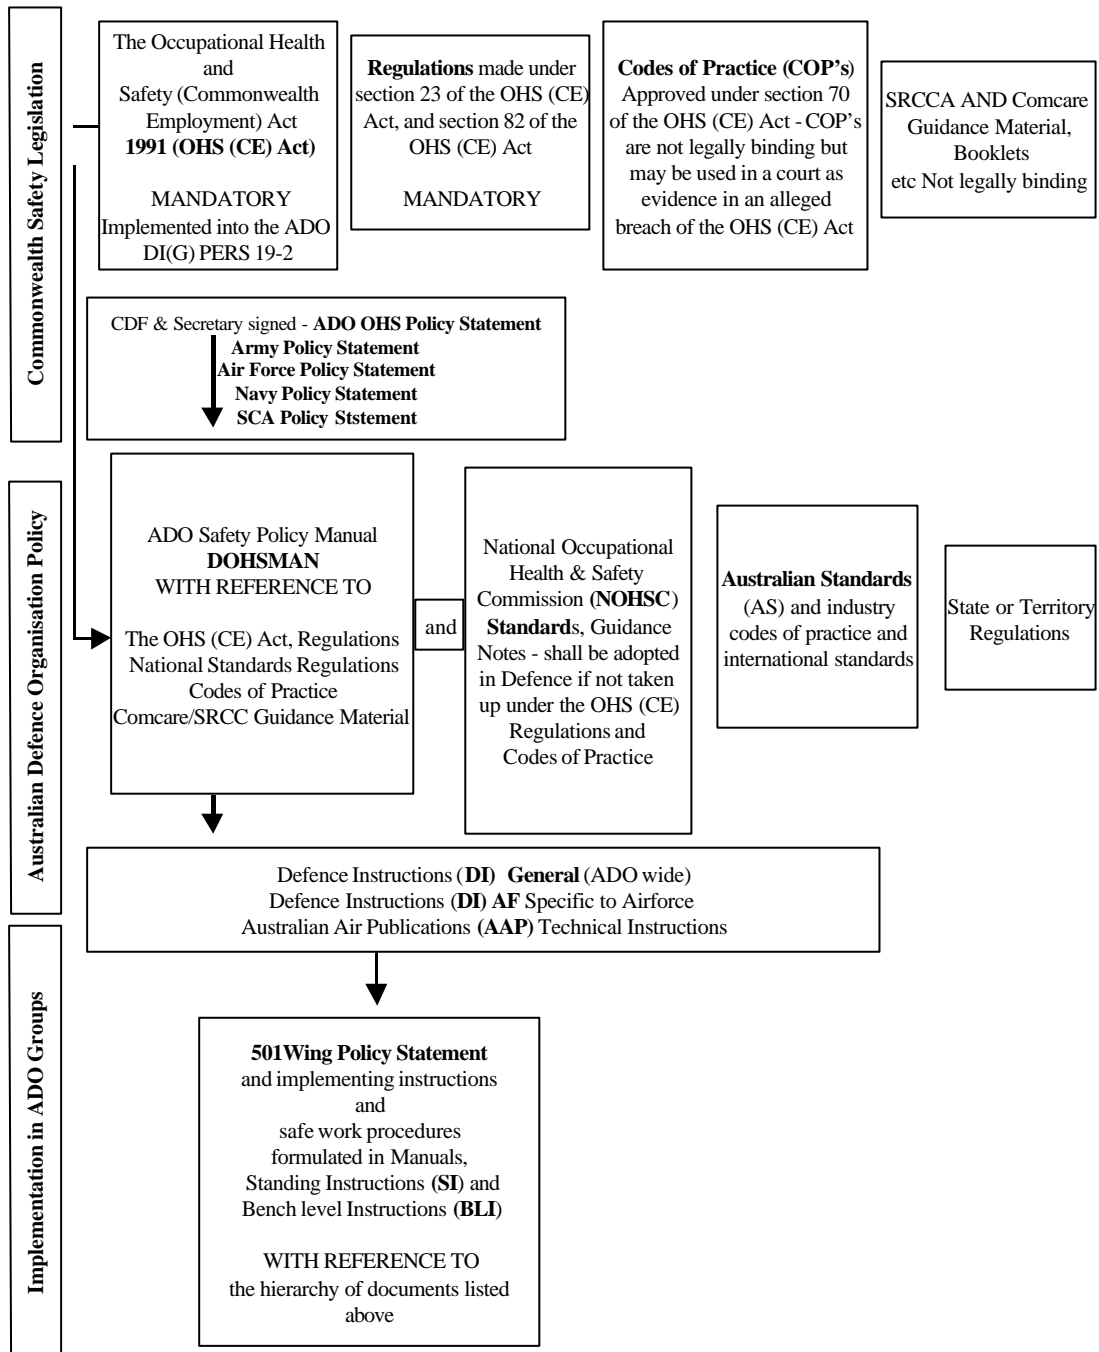 Commonwealth Safety Legislation
The Occupational Health
and
Safety (Commonwealth
Employment) Act
1991 (OHS (CE) Act)
MANDATORY
Implemented into the ADO
DI(G) PERS 19-2
Regulations made under
section 23 of the OHS (CE)
Act, and section 82 of the
OHS (CE) Act
MANDATORY
Codes of Practice (COP's)
Approved under section 70
of the OHS (CE) Act - COP's
are not legally binding but
may be used in a court as
evidence in an alleged
breach of the OHS (CE) Act
SRCCA AND Comcare
Guidance Material,
Booklets
etc Not legally binding
CDF & Secretary signed - ADO OHS Policy Statement
Army Policy Statement
Air Force Policy Statement
Navy Policy Statement
SCA Policy Ststement
Australian Defence Organisation Policy
ADO Safety Policy Manual
DOHSMAN
WITH REFERENCE TO
The OHS (CE) Act, Regulations
National Standards Regulations
Codes of Practice
Comcare/SRCC Guidance Material
and
National Occupational
Health & Safety
Commission (NOHSC)
Standards, Guidance
Notes - shall be adopted
in Defence if not taken
up under the OHS (CE)
Regulations and
Codes of Practice
Australian Standards
(AS) and industry
codes of practice and
international standards
State or Territory
Regulations
Defence Instructions (DI) General (ADO wide)
Defence Instructions (DI) AF Specific to Airforce
Australian Air Publications (AAP) Technical Instructions
Implementation in ADO Groups
501Wing Policy Statement
and implementing instructions
and
safe work procedures
formulated in Manuals,
Standing Instructions (SI) and
Bench level Instructions (BLI)
WITH REFERENCE TO
the hierarchy of documents listed
above